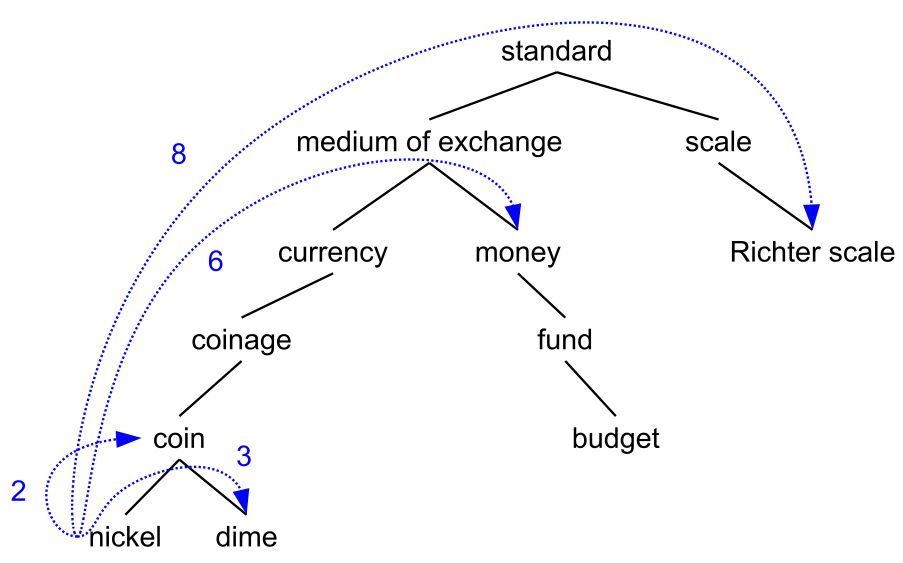 standard
8
medium of exchange
scale
6
currency
money
Richter scale
coinage
fund
coin
3
budget
2
nickel
dime